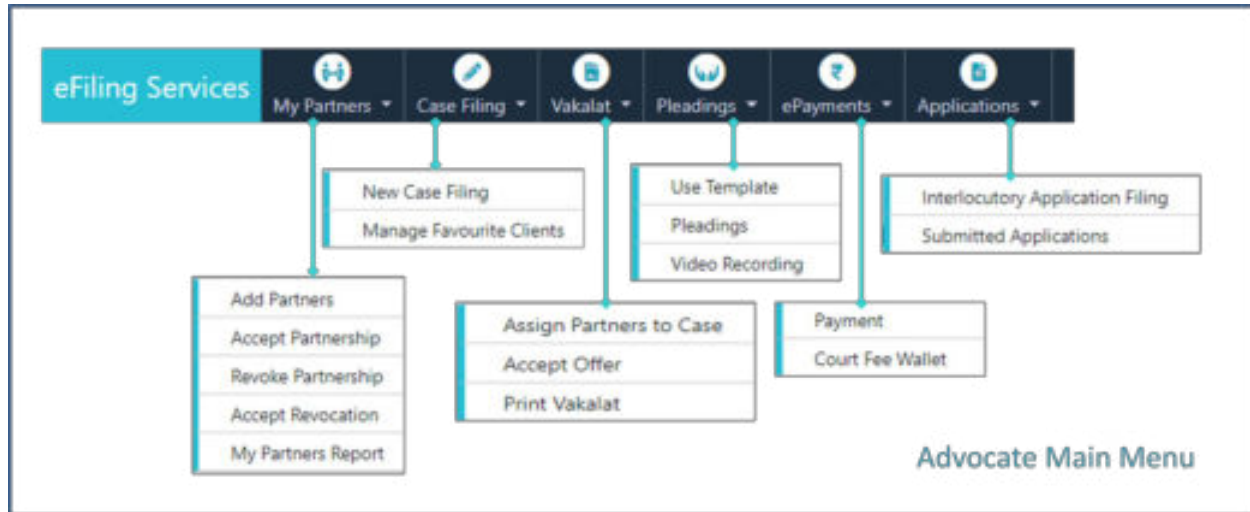 eFiling Services
My Partners
Case Filing
Vakalat
Pleadings
ePayments
Applications
New Case Filing
Manage Favourite Clients
Use Template
Pleadings
Video Recording
Interlocutory Application Filing
Submitted Applications
Add Partners
Accept Partnership
Revoke Partnership
Accept Revocation
My Partners Report
Assign Partners to Case
Accept Offer
Print Vakalat
Payment
Court Fee Wallet
Advocate Main Menu